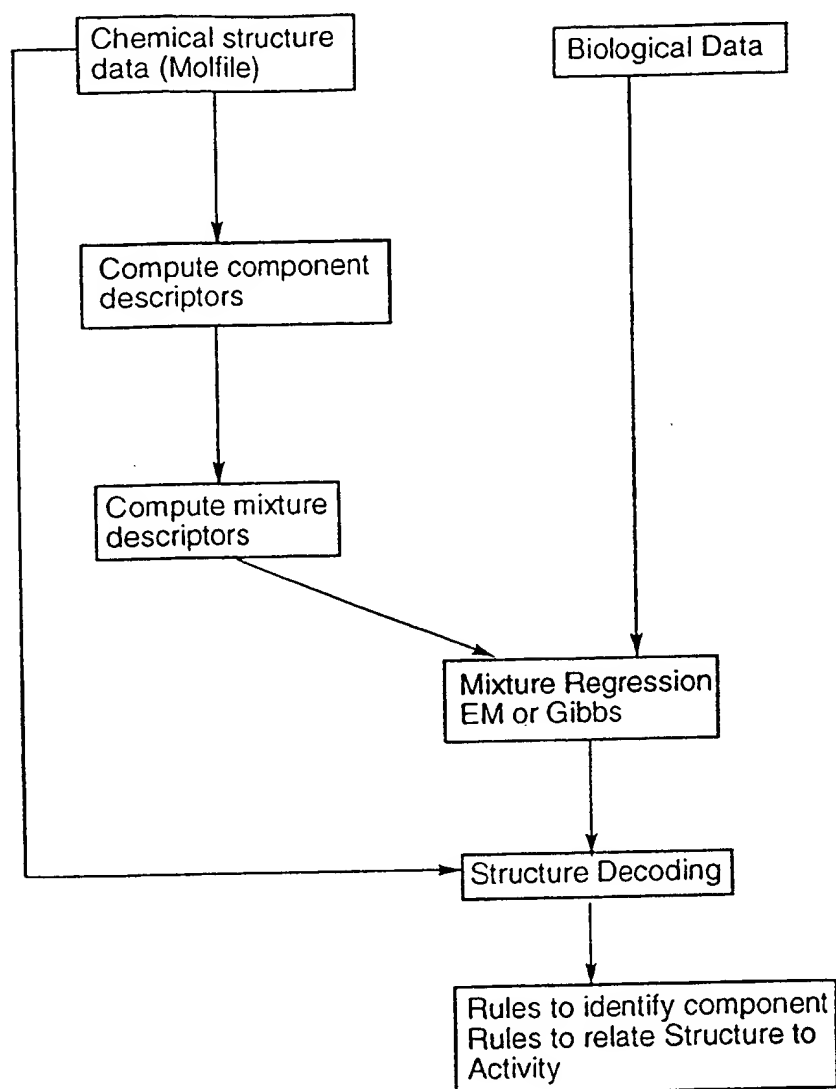 Chemical structure
data (Molfile)
Biological Data
Compute component
descriptors
Compute mixture
descriptors
Mixture Regression
EM or Gibbs
Structure Decoding
Rules to identify component
Rules to relate Structure to
Activity